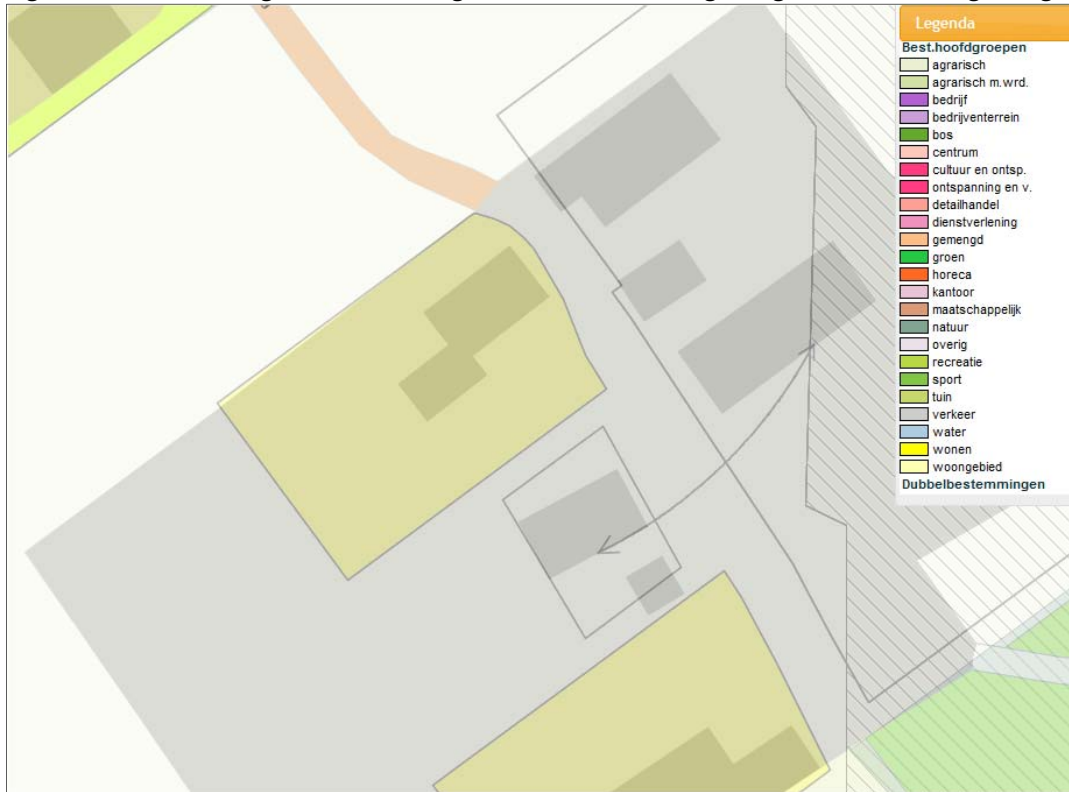 Legenda
Best.hoofdgroepen
agrarisch
agrarisch m.wrd.
bedrijf
bedrijventerrein
bos
centrum
cultuur en ontsp.
ontspanning en v.
detailhandel
dienstverlening
gemengd
groen
horeca
kantoor
maatschappelijk
natuur
overig
recreatie
sport
tuin
verkeer
water
wonen
woongebied
Dubbelbestemmingen